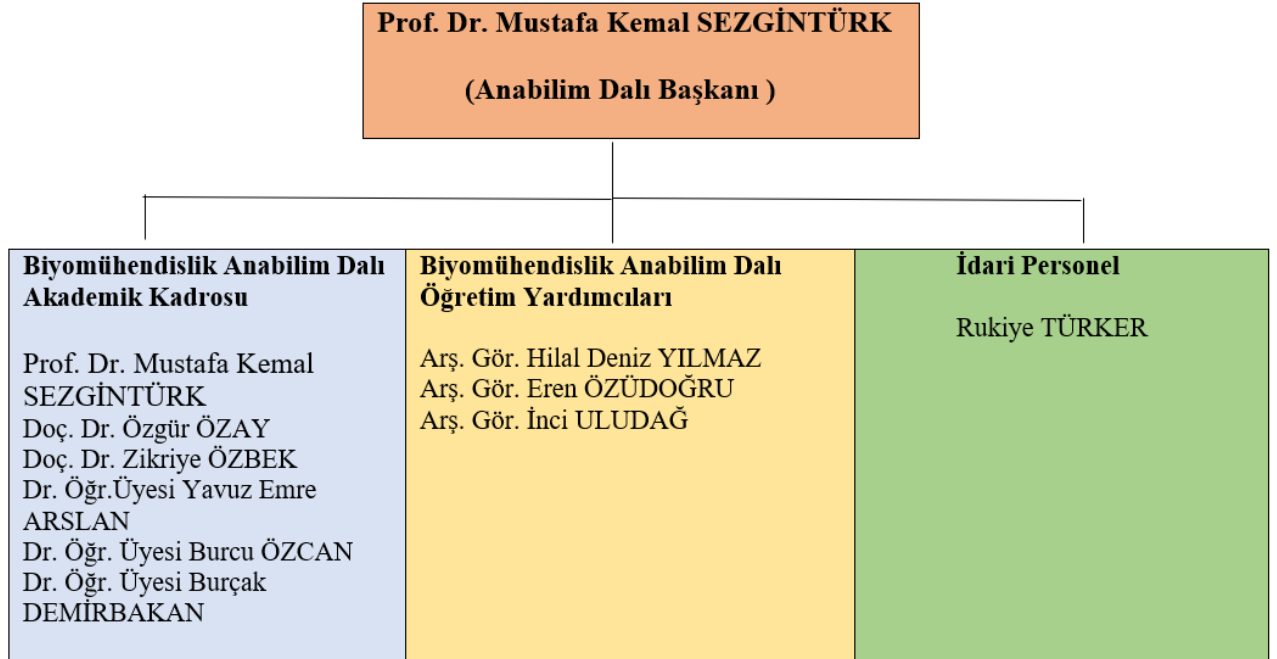 Prof. Dr. Mustafa Kemal SEZGİNTÜRK
(Anabilim Dalı Başkanı )
Biyomühendislik Anabilim Dalı
Akademik Kadrosu
Prof. Dr. Mustafa Kemal
SEZGİNTÜRK
Doç. Dr. Özgür ÖZAY
Doç. Dr. Zikriye ÖZBEK
Dr. Öğr.Üyesi Yavuz Emre
ARSLAN
Dr. Öğr. Üyesi Burcu ÖZCAN
Dr. Öğr. Üyesi Burçak
DEMİRBAKAN
Biyomühendislik Anabilim Dalı
Öğretim Yardımcıları
Arş. Gör. Hilal Deniz YILMAZ
Arş. Gör. Eren ÖZÜDOĞRU
Arş. Gör. İnci ULUDAĞ
İdari Personel
Rukiye TÜRKER